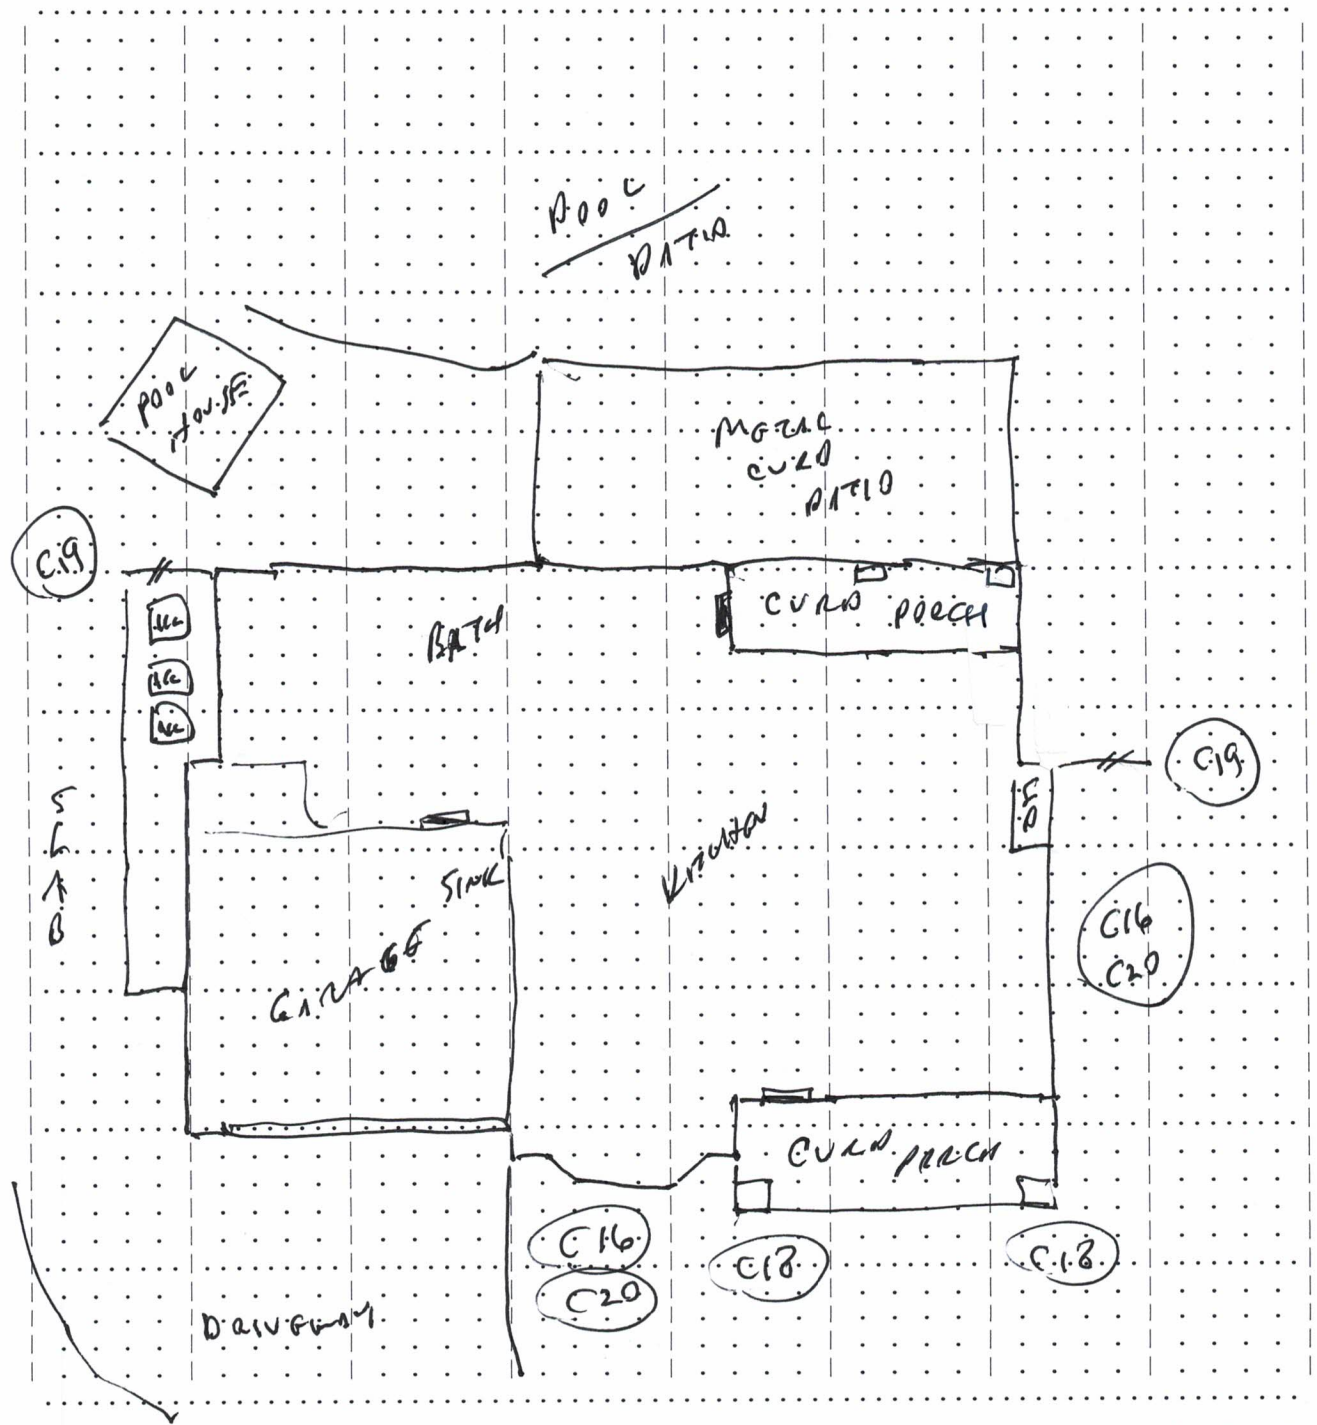 POOL
PATIO
POOL
HOUSE
METAL
CVRD
PATIO
C19
CVRD PORCH
BATH
A/C
A/C
A/C
C19
SLAB
KITCHEN
SINK
GARAGE
C16
C20
CVRD PORCH
C16
C20
C18
C18
DRIVEWAY